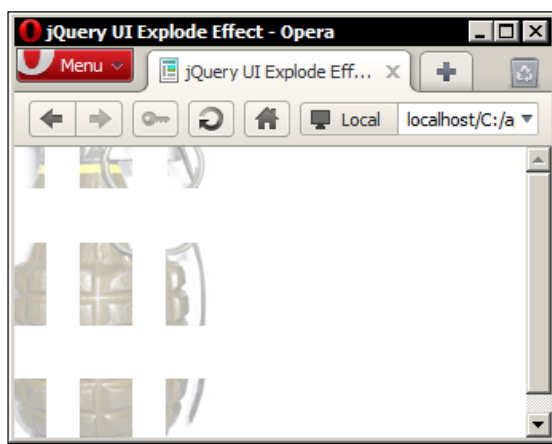 jQuery UI Explode Effect - Opera
Menu
jQuery UI Explode Eff...
Local
localhost/C:/a